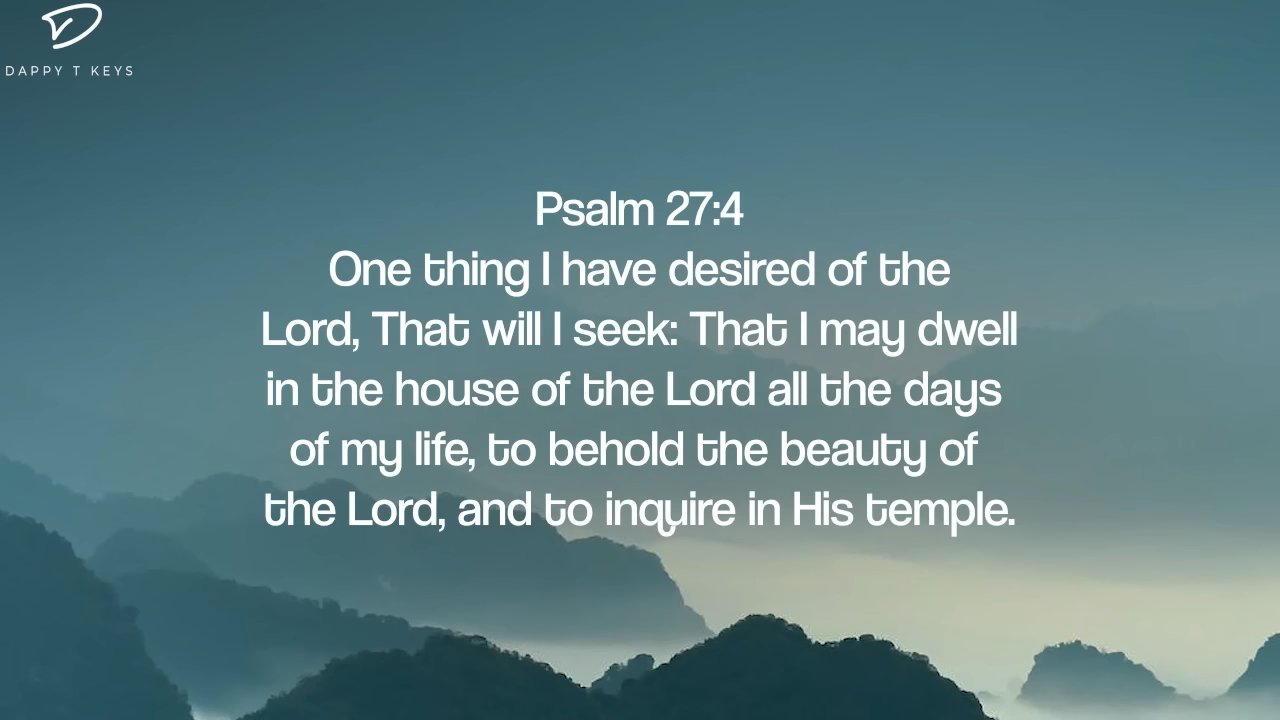 DAPPY T KEYS
Psalm 27:4
One thing I have desired of the
Lord, That will I seek: That I may dwell
in the house of the Lord all the days
of my life, to behold the beauty of
the Lord, and to inquire in His temple.